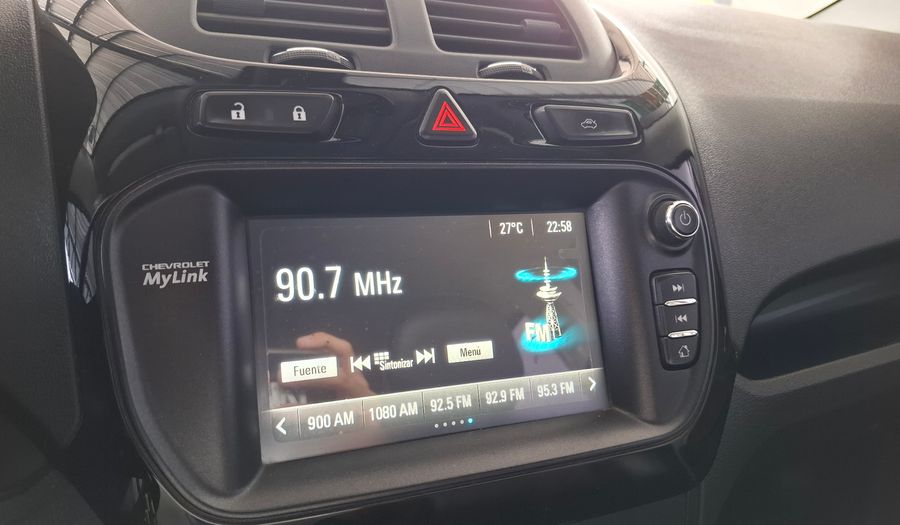 27°C 22:58
CHEVROLET
MyLink
90.7 MHz
FM
Fuente Sintonizar Menú
900 AM 1080 AM 92.5 FM 92.9 FM 95.3 FM